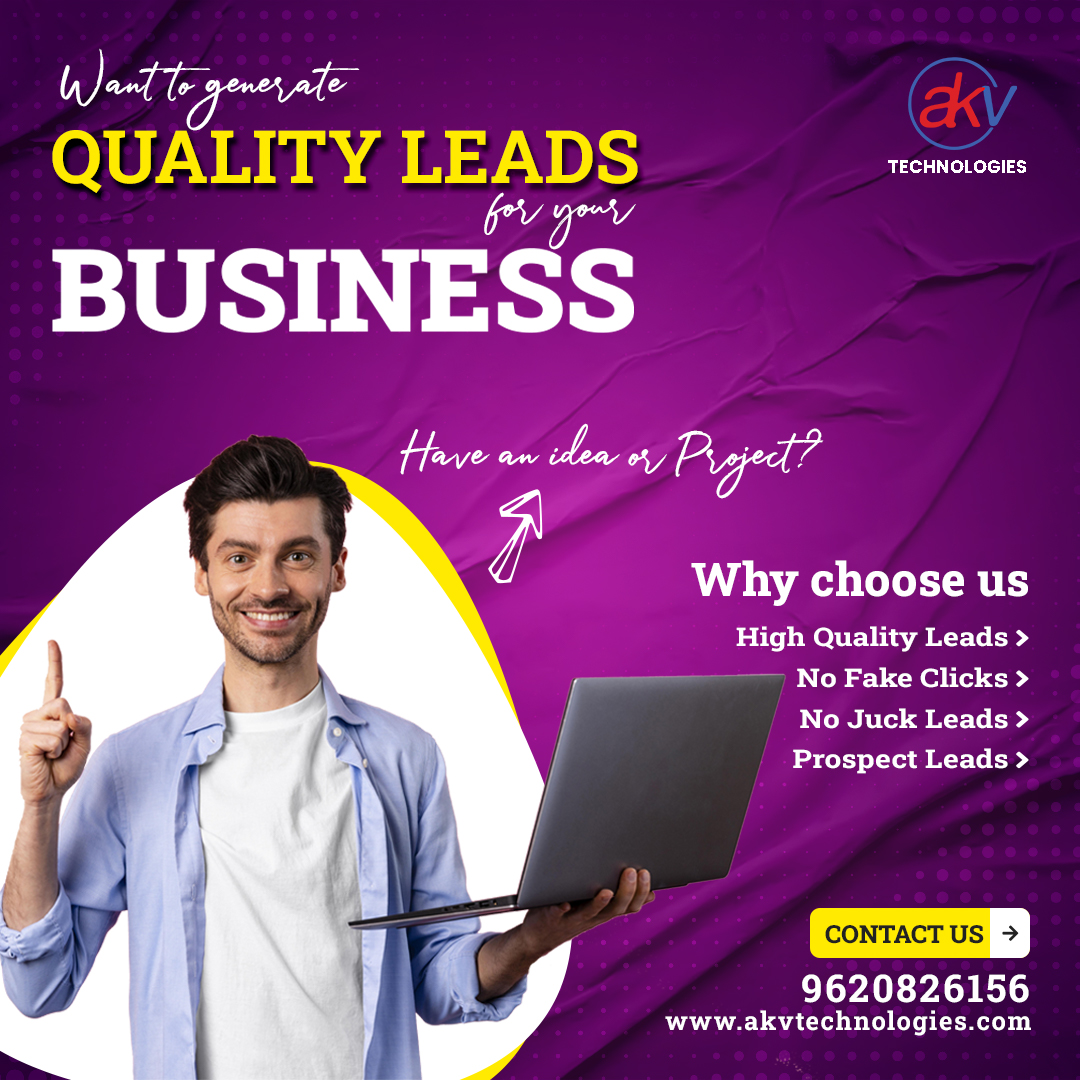 Want to generate
QUALITY LEADS
for your
BUSINESS
akv
TECHNOLOGIES
Have an idea or Project?
Why choose us
High Quality Leads >
No Fake Clicks >
No Juck Leads >
Prospect Leads >
CONTACT US →
9620826156
www.akvtechnologies.com